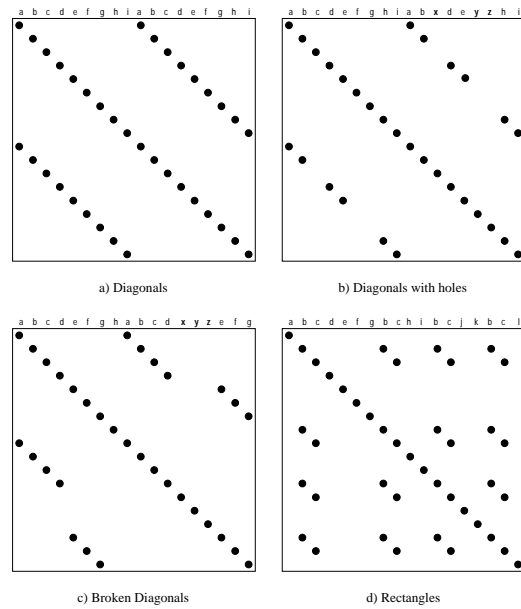 a b c d e f g h i a b c d e f g h i
a b c d e f g h i a b x d e y z h i
a) Diagonals
b) Diagonals with holes
a b c d e f g h a b c d x y z e f g
a b c d e f g b c h i b c j k b c l
c) Broken Diagonals
d) Rectangles